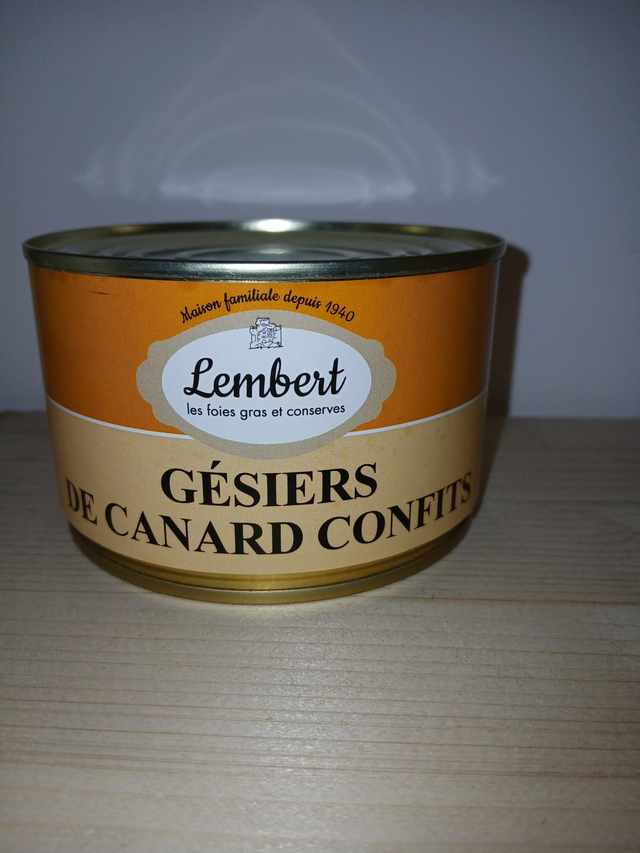 Maison familiale depuis 1940
Lembert
les foies gras et conserves
GÉSIERS
DE CANARD CONFITS